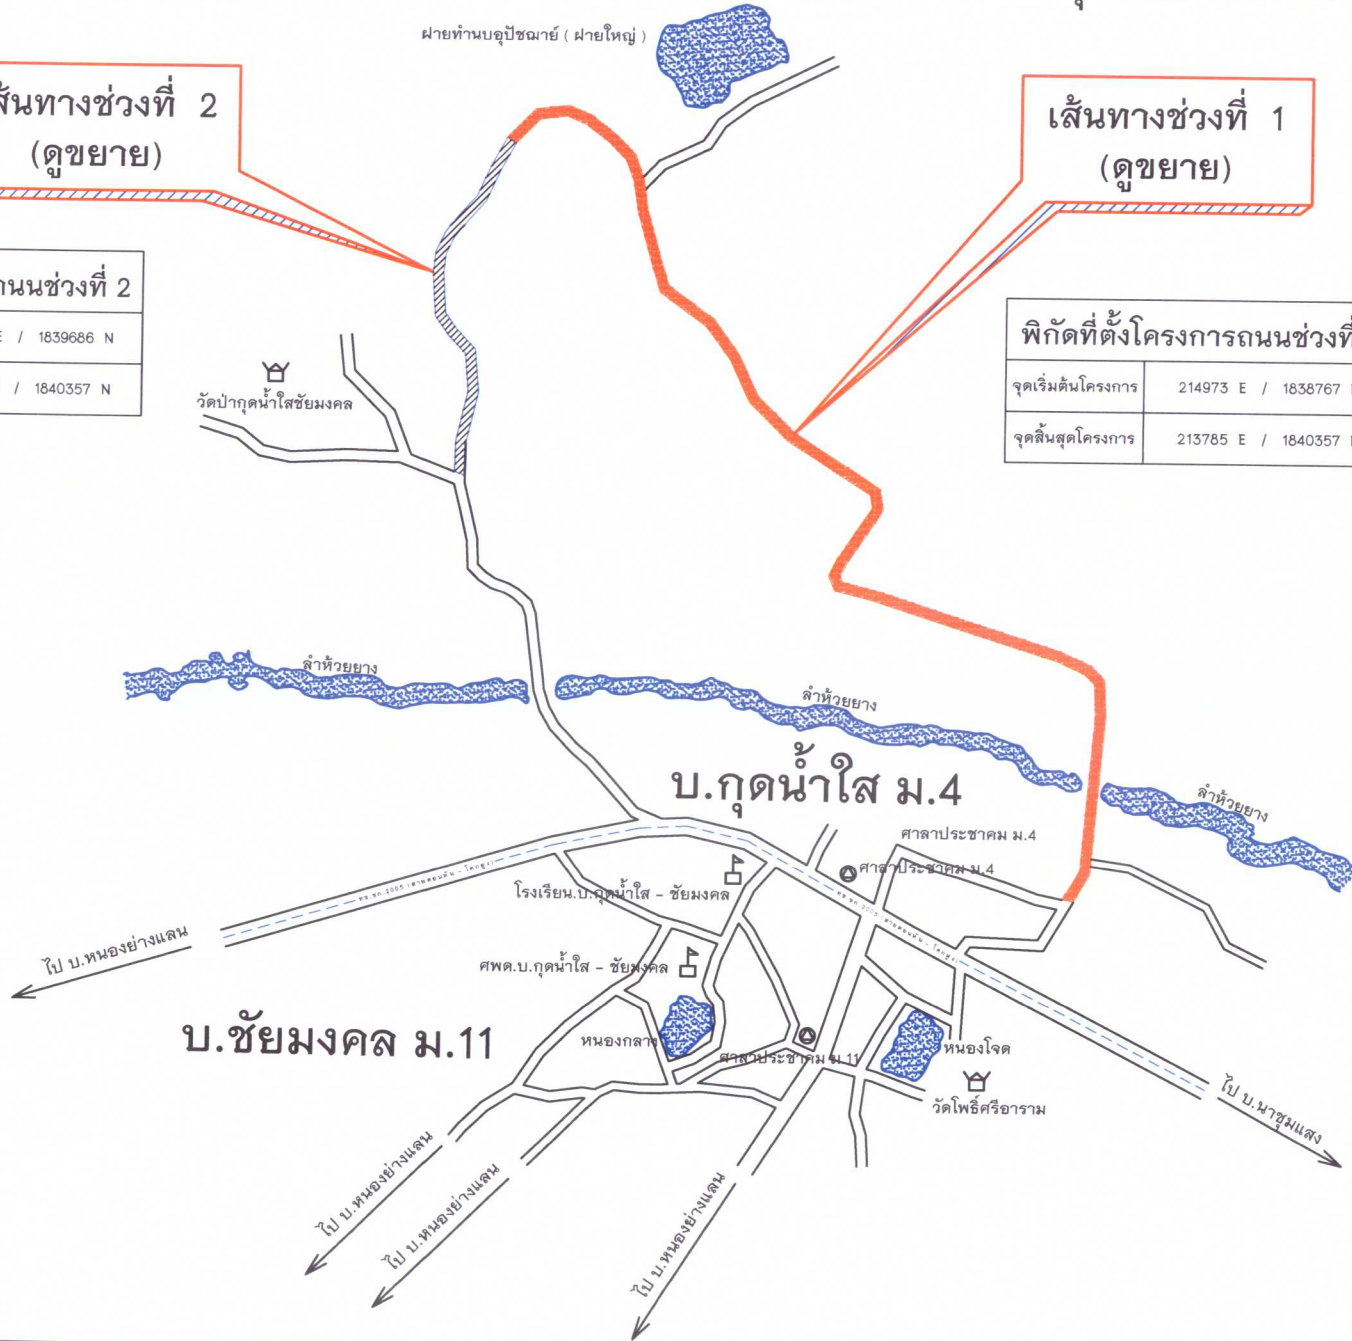 ฝายทำนบอุปัชฌาย์ ( ฝายใหญ่ )
ส้นทางช่วงที่ 2
(ดูขยาย)
เส้นทางช่วงที่ 1
(ดูขยาย)
นนช่วงที่ 2
E / 1839686 N
/ 1840357 N
พิกัดที่ตั้งโครงการถนนช่วงที่
จุดเริ่มต้นโครงการ 214973 E / 1838767
จุดสิ้นสุดโครงการ 213785 E / 1840357
วัดป่ากุดน้ำใสชัยมงคล
ลำห้วยยาง
ลำห้วยยาง
ลำห้วยยาง
บ.กุดน้ำใส ม.4
ศาลาประชาคม ม.4
ศาลาประชาคม ม.4
โรงเรียน.บ.กุดน้ำใส - ชัยมงคล
ไป บ.หนองย่างแลน
ศพด.บ.กุดน้ำใส - ชัยมงคล
บ.ชัยมงคล ม.11
หนองกลาง
ศาลาประชาคม ม 11
หนองโจด
วัดโพธิ์ศรีอาราม
ไป บ.นาชุมแสง
ไป บ.หนองย่างแลน
ไป บ.หนองย่างแลน
ไป บ.หนองย่างแลน